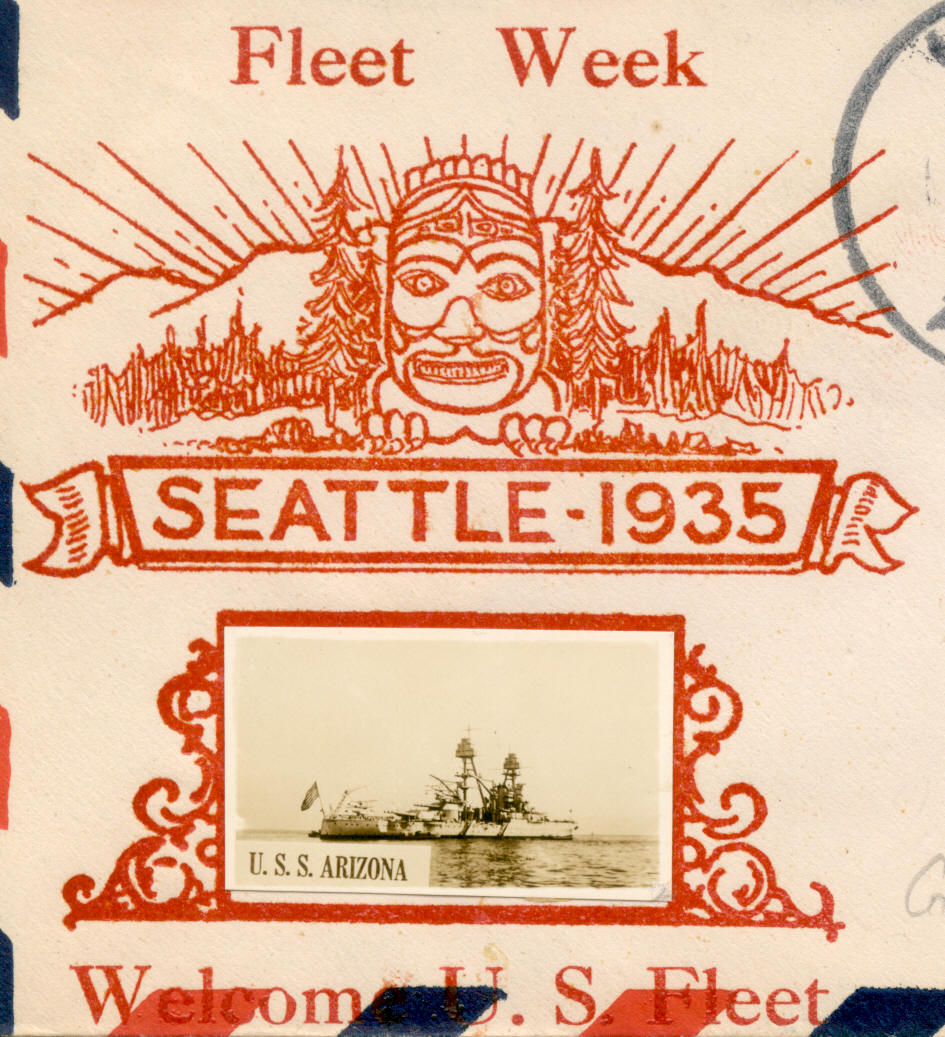 Fleet Week
SEATTLE-1935
U. S. S. ARIZONA
Welcome U. S. Fleet